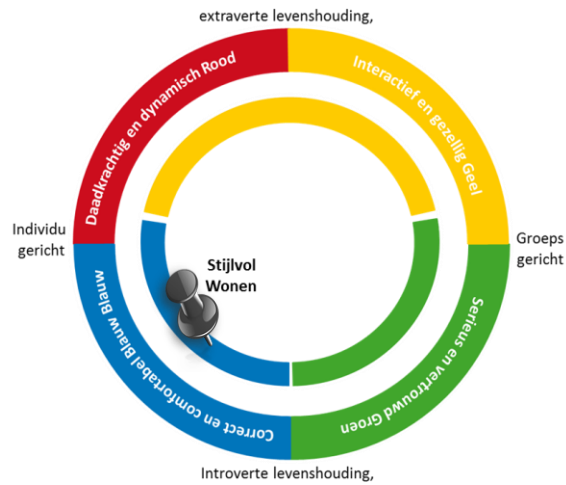 extraverte levenshouding,
Daadkrachtig en dynamisch Rood
Interactief en gezellig Geel
Individu
gericht
Groeps
gericht
Stijlvol
Wonen
Correct en comfortabel Blauw Blauw
Serieus en vertrouwd Groen
Introverte levenshouding,